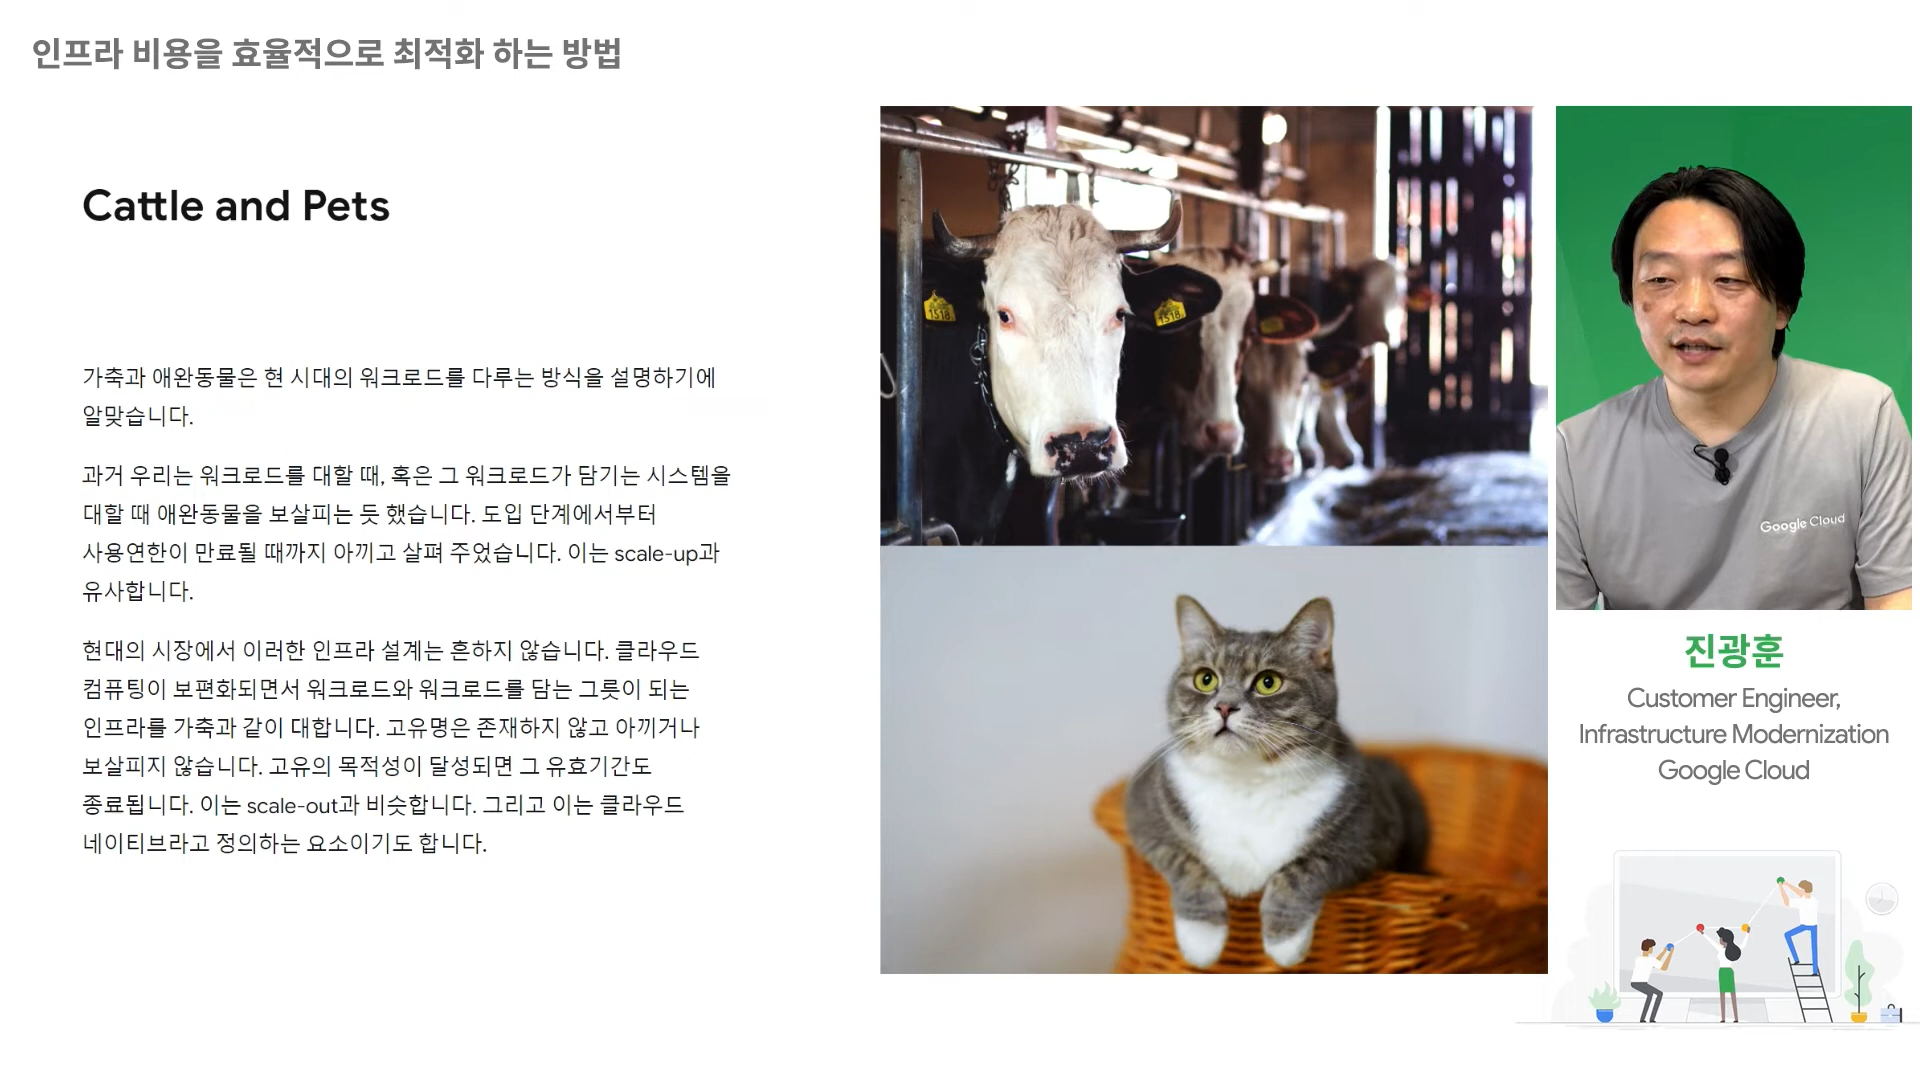 인프라 비용을 효율적으로 최적화 하는 방법
Cattle and Pets
가축과 애완동물은 현 시대의 워크로드를 다루는 방식을 설명하기에
알맞습니다.
과거 우리는 워크로드를 대할 때, 혹은 그 워크로드가 담기는 시스템을
대할 때 애완동물을 보살피는 듯 했습니다. 도입 단계에서부터
사용연한이 만료될 때까지 아끼고 살펴 주었습니다. 이는 scale-up과
유사합니다.
현대의 시장에서 이러한 인프라 설계는 흔하지 않습니다. 클라우드
컴퓨팅이 보편화되면서 워크로드와 워크로드를 담는 그릇이 되는
인프라를 가축과 같이 대합니다. 고유명은 존재하지 않고 아끼거나
보살피지 않습니다. 고유의 목적성이 달성되면 그 유효기간도
종료됩니다. 이는 scale-out과 비슷합니다. 그리고 이는 클라우드
네이티브라고 정의하는 요소이기도 합니다.
1518
1518
Google Cloud
진광훈
Customer Engineer,
Infrastructure Modernization
Google Cloud